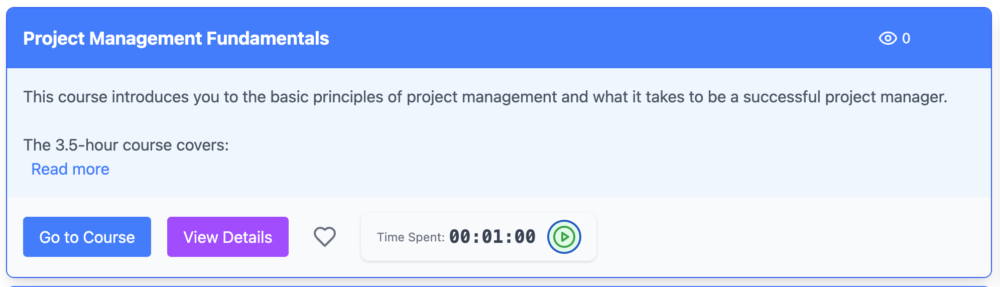 Project Management Fundamentals
0
This course introduces you to the basic principles of project management and what it takes to be a successful project manager.
The 3.5-hour course covers:
Read more
Go to Course
View Details
Time Spent: 00:01:00